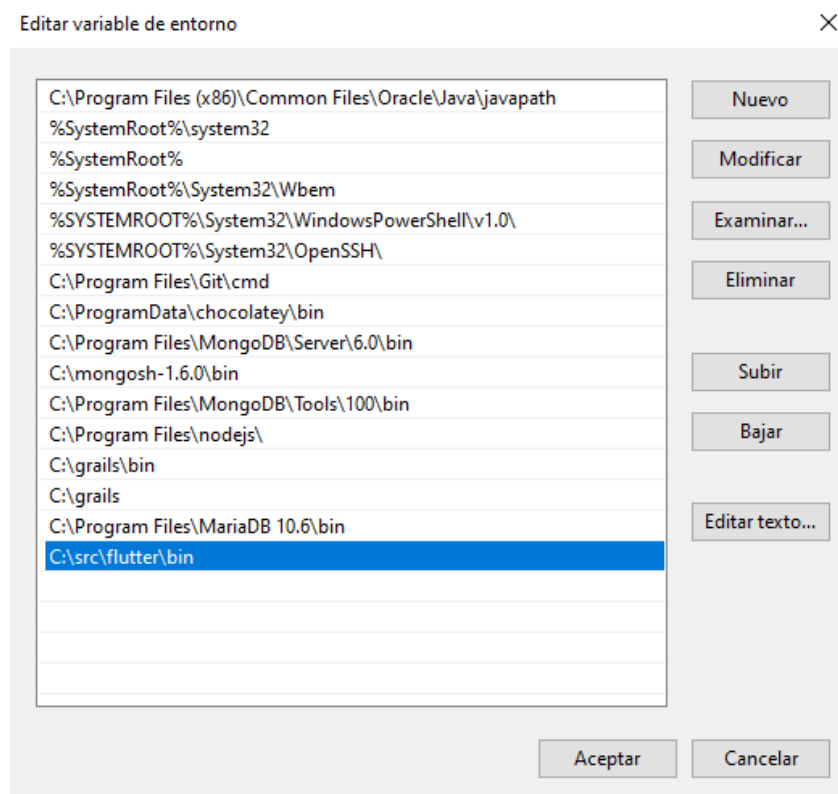 Editar variable de entorno
C:\Program Files (x86)\Common Files\Oracle\Java\javapath
%SystemRoot%\system32
%SystemRoot%
%SystemRoot%\System32\Wbem
%SYSTEMROOT%\System32\WindowsPowerShell\v1.0\
%SYSTEMROOT%\System32\OpenSSH\
C:\Program Files\Git\cmd
C:\ProgramData\chocolatey\bin
C:\Program Files\MongoDB\Server\6.0\bin
C:\mongosh-1.6.0\bin
C:\Program Files\MongoDB\Tools\100\bin
C:\Program Files\nodejs\
C:\grails\bin
C:\grails
C:\Program Files\MariaDB 10.6\bin
C:\src\flutter\bin
Nuevo
Modificar
Examinar...
Eliminar
Subir
Bajar
Editar texto...
Aceptar
Cancelar